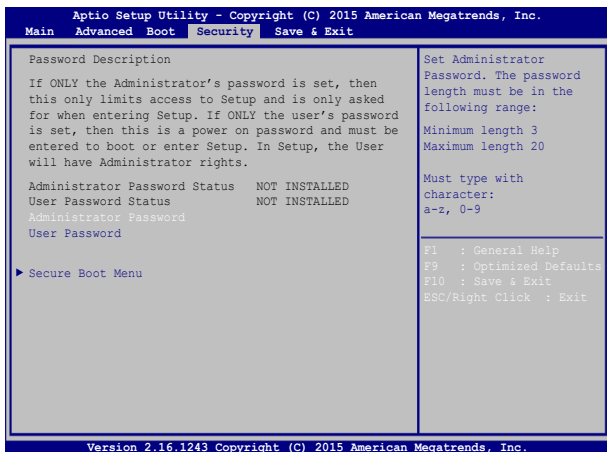 Aptio Setup Utility - Copyright (C) 2015 American Megatrends, Inc.
Main Advanced Boot Security Save & Exit
Password Description
If ONLY the Administrator's password is set, then
this only limits access to Setup and is only asked
for when entering Setup. If ONLY the user's password
is set, then this is a power on password and must be
entered to boot or enter Setup. In Setup, the User
will have Administrator rights.
Administrator Password Status NOT INSTALLED
User Password Status NOT INSTALLED
Administrator Password
User Password
Secure Boot Menu
Set Administrator
Password. The password
length must be in the
following range:
Minimum length 3
Maximum length 20
Must type with
character:
a-z, 0-9
F1 : General Help
F9 : Optimized Defaults
F10 : Save & Exit
ESC/Right Click : Exit
Version 2.16.1243 Copyright (C) 2015 American Megatrends, Inc.